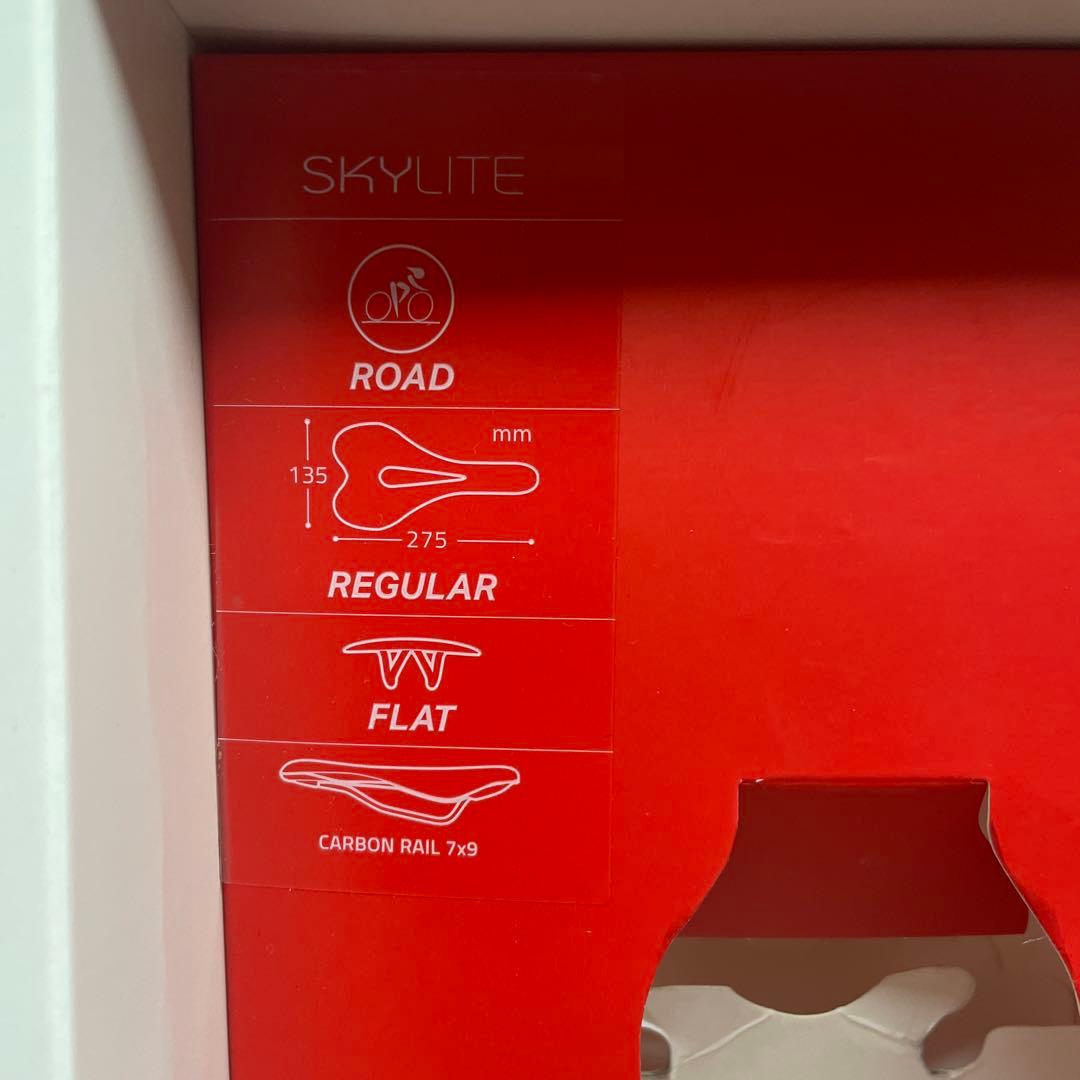 SKYLITE
ROAD
mm
135
275
REGULAR
FLAT
CARBON RAIL 7x9